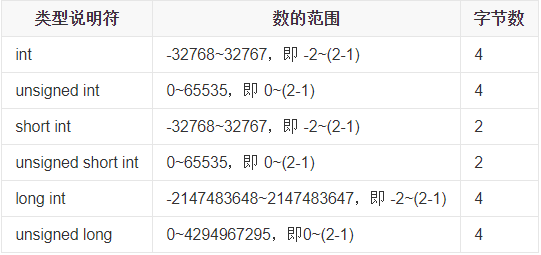 类型说明符 数的范围 字节数
int -32768~32767，即 -2~(2-1) 4
unsigned int 0~65535，即 0~(2-1) 4
short int -32768~32767，即 -2~(2-1) 2
unsigned short int 0~65535，即 0~(2-1) 2
long int -2147483648~2147483647，即 -2~(2-1) 4
unsigned long 0~4294967295，即0~(2-1) 4